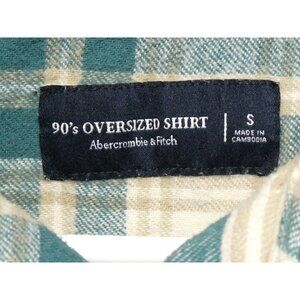 90's OVERSIZED SHIRT
Abercrombie & Fitch
S
MADE IN
CAMBODIA